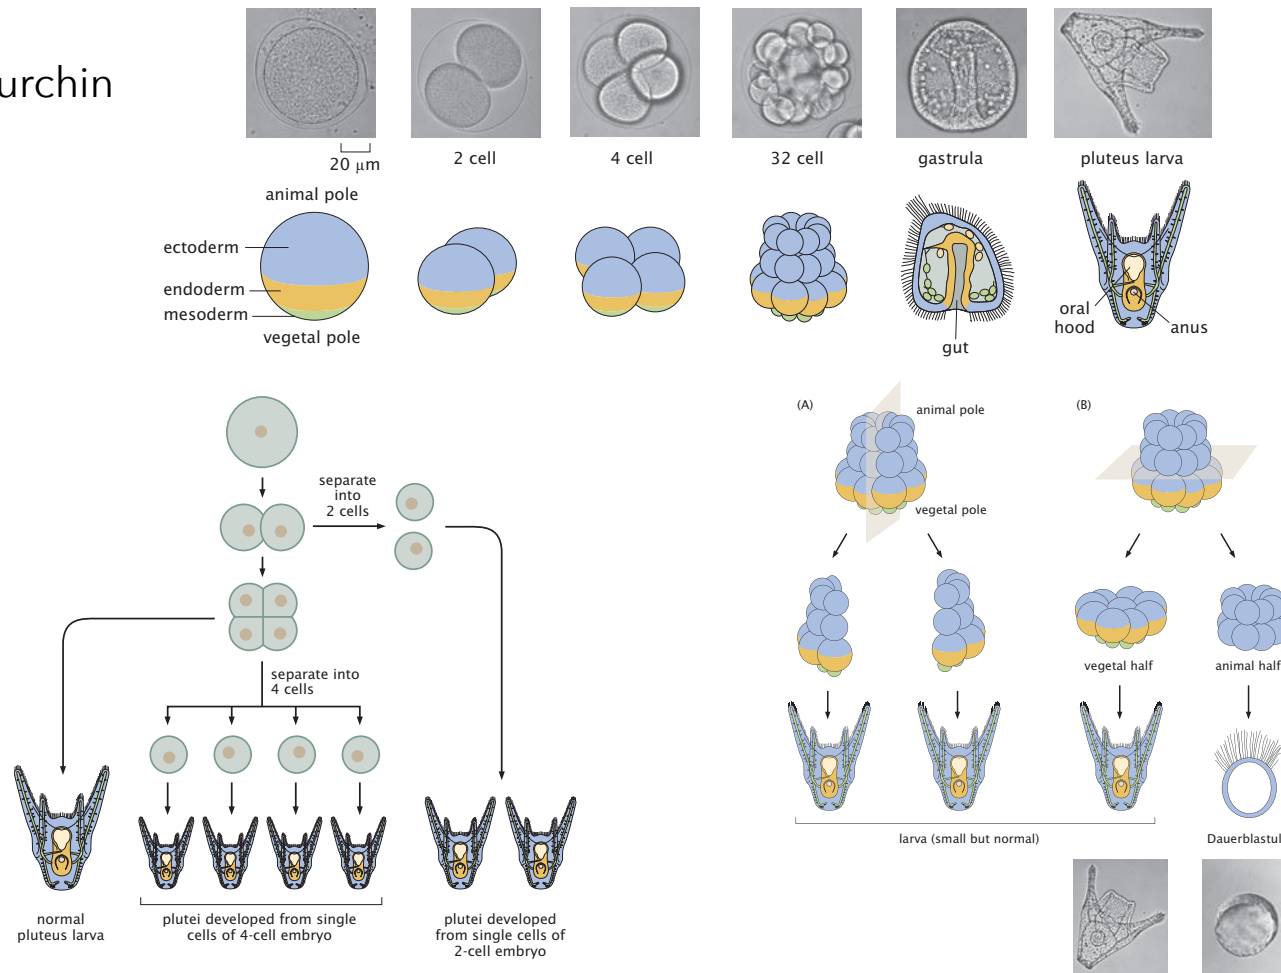 urchin
20 μm
2 cell
4 cell
32 cell
gastrula
pluteus larva
animal pole
ectoderm
endoderm
mesoderm
vegetal pole
gut
oral
hood
anus
separate
into
2 cells
separate into
4 cells
normal
pluteus larva
plutei developed from single
cells of 4-cell embryo
plutei developed
from single cells of
2-cell embryo
(A)
animal pole
vegetal pole
(B)
vegetal half
animal half
larva (small but normal)
Dauerblastul